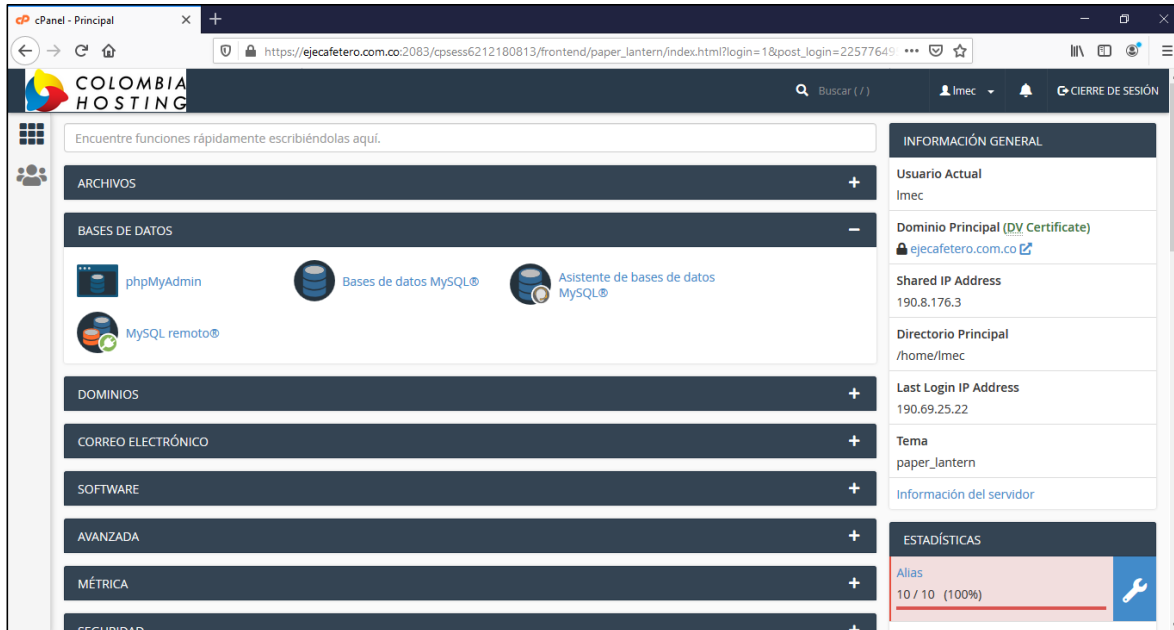 cPanel - Principal
https://ejecafetero.com.co:2083/cpsess6212180813/frontend/paper_lantern/index.html?login=1&post_login=22577649
COLOMBIA
HOSTING
Buscar ( / )
lmec
CIERRE DE SESIÓN
Encuentre funciones rápidamente escribiéndolas aquí.
ARCHIVOS
BASES DE DATOS
phpMyAdmin
Bases de datos MySQL®
Asistente de bases de datos
MySQL®
MySQL remoto®
DOMINIOS
CORREO ELECTRÓNICO
SOFTWARE
AVANZADA
MÉTRICA
SEGURIDAD
INFORMACIÓN GENERAL
Usuario Actual
lmec
Dominio Principal (DV Certificate)
ejecafetero.com.co
Shared IP Address
190.8.176.3
Directorio Principal
/home/lmec
Last Login IP Address
190.69.25.22
Tema
paper_lantern
Información del servidor
ESTADÍSTICAS
Alias
10 / 10 (100%)